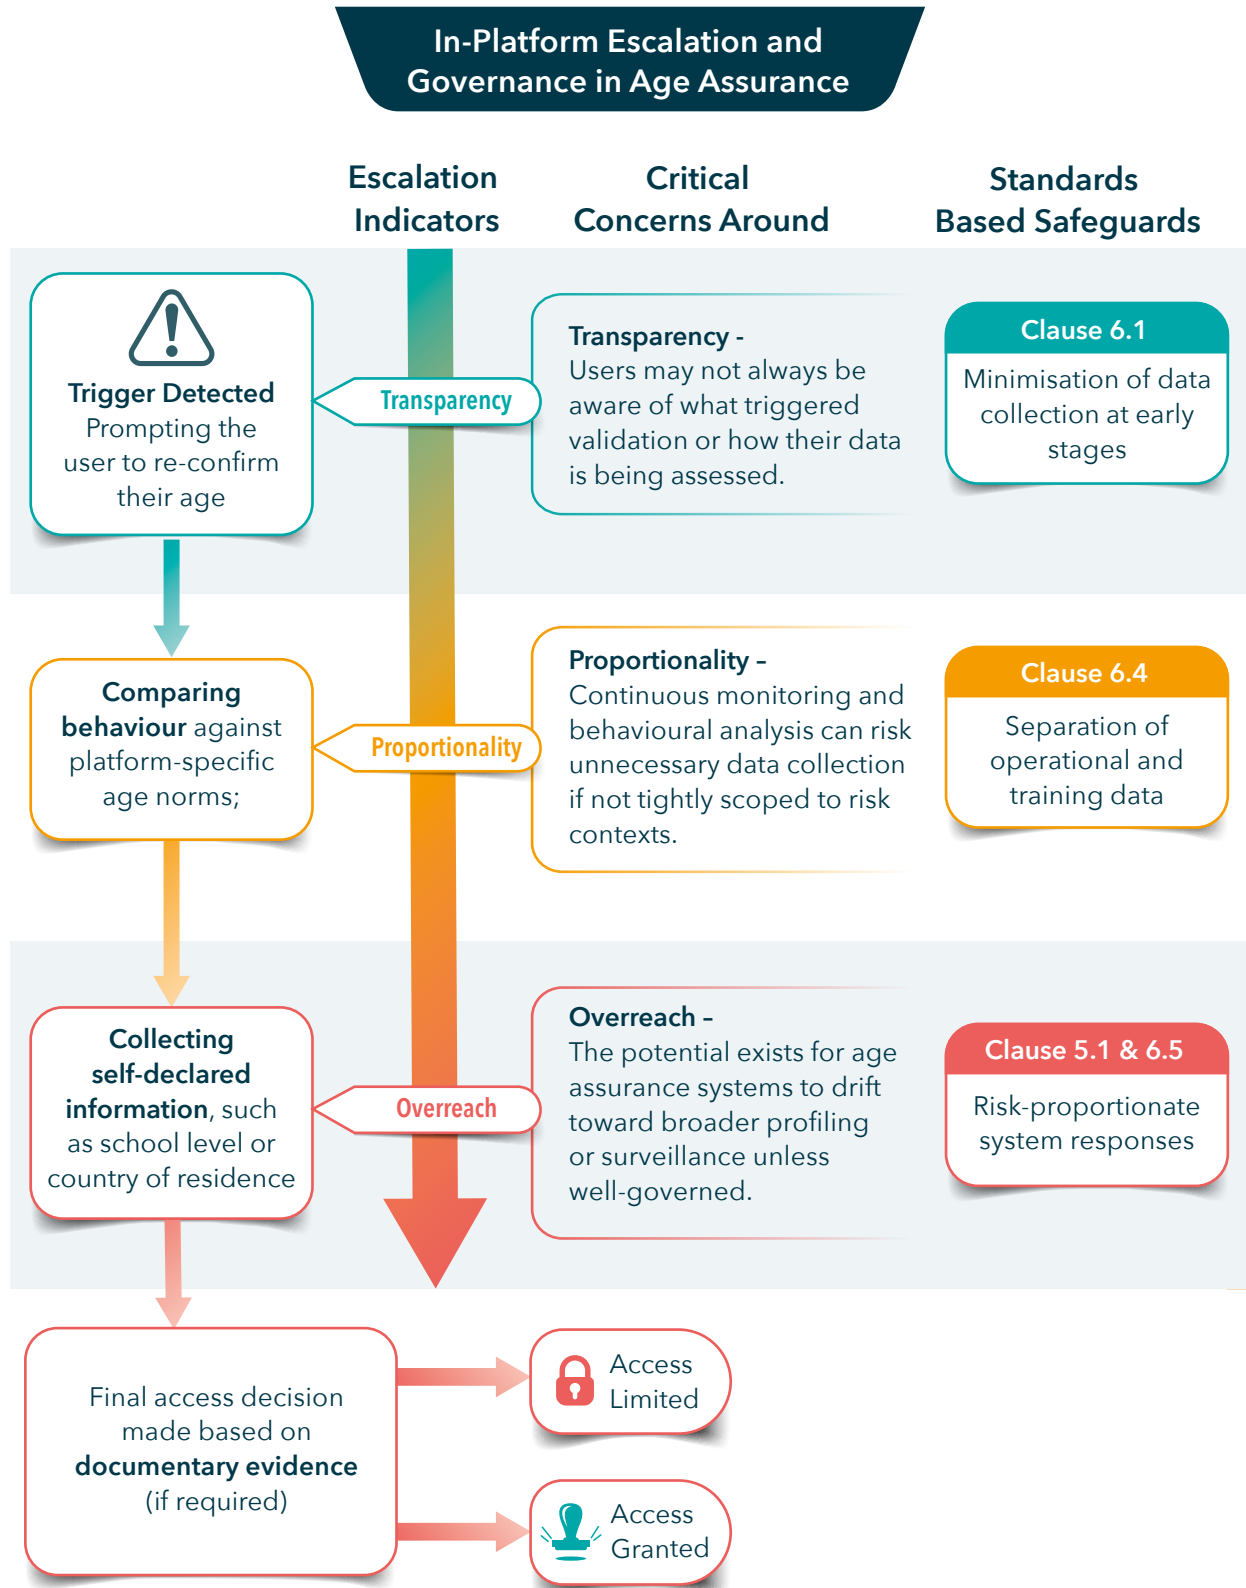 In-Platform Escalation and
Governance in Age Assurance
Escalation
Indicators
Critical
Concerns Around
Standards
Based Safeguards
Trigger Detected
Prompting the
user to re-confirm
their age
Transparency
Transparency -
Users may not always be
aware of what triggered
validation or how their data
is being assessed.
Clause 6.1
Minimisation of data
collection at early
stages
Comparing
behaviour against
platform-specific
age norms;
Proportionality
Proportionality –
Continuous monitoring and
behavioural analysis can risk
unnecessary data collection
if not tightly scoped to risk
contexts.
Clause 6.4
Separation of
operational and
training data
Collecting
self-declared
information, such
as school level or
country of residence
Overreach
Overreach –
The potential exists for age
assurance systems to drift
toward broader profiling
or surveillance unless
well-governed.
Clause 5.1 & 6.5
Risk-proportionate
system responses
Final access decision
made based on
documentary evidence
(if required)
Access
Limited
Access
Granted